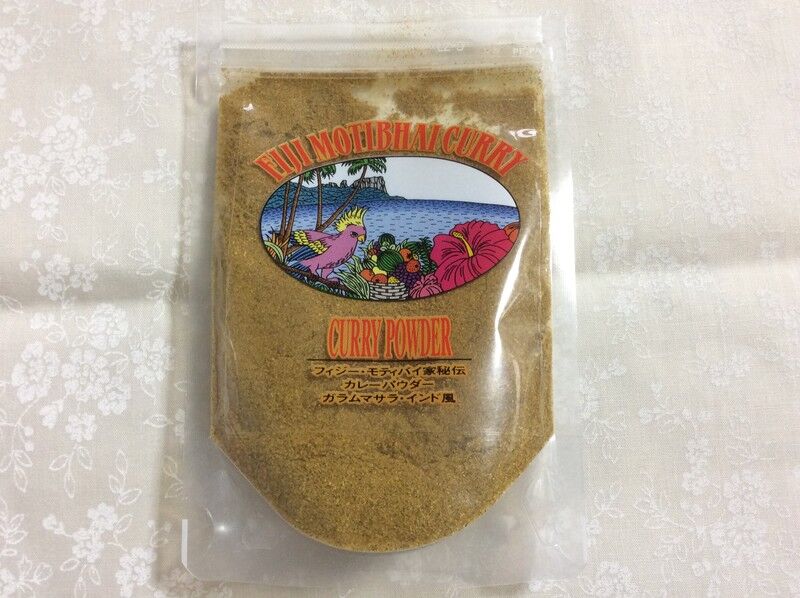 FIJI MOTIBHAI CURRY
CURRY POWDER
フィジー・モティバイ家秘伝
カレーパウダー
ガラムマサラ・インド風